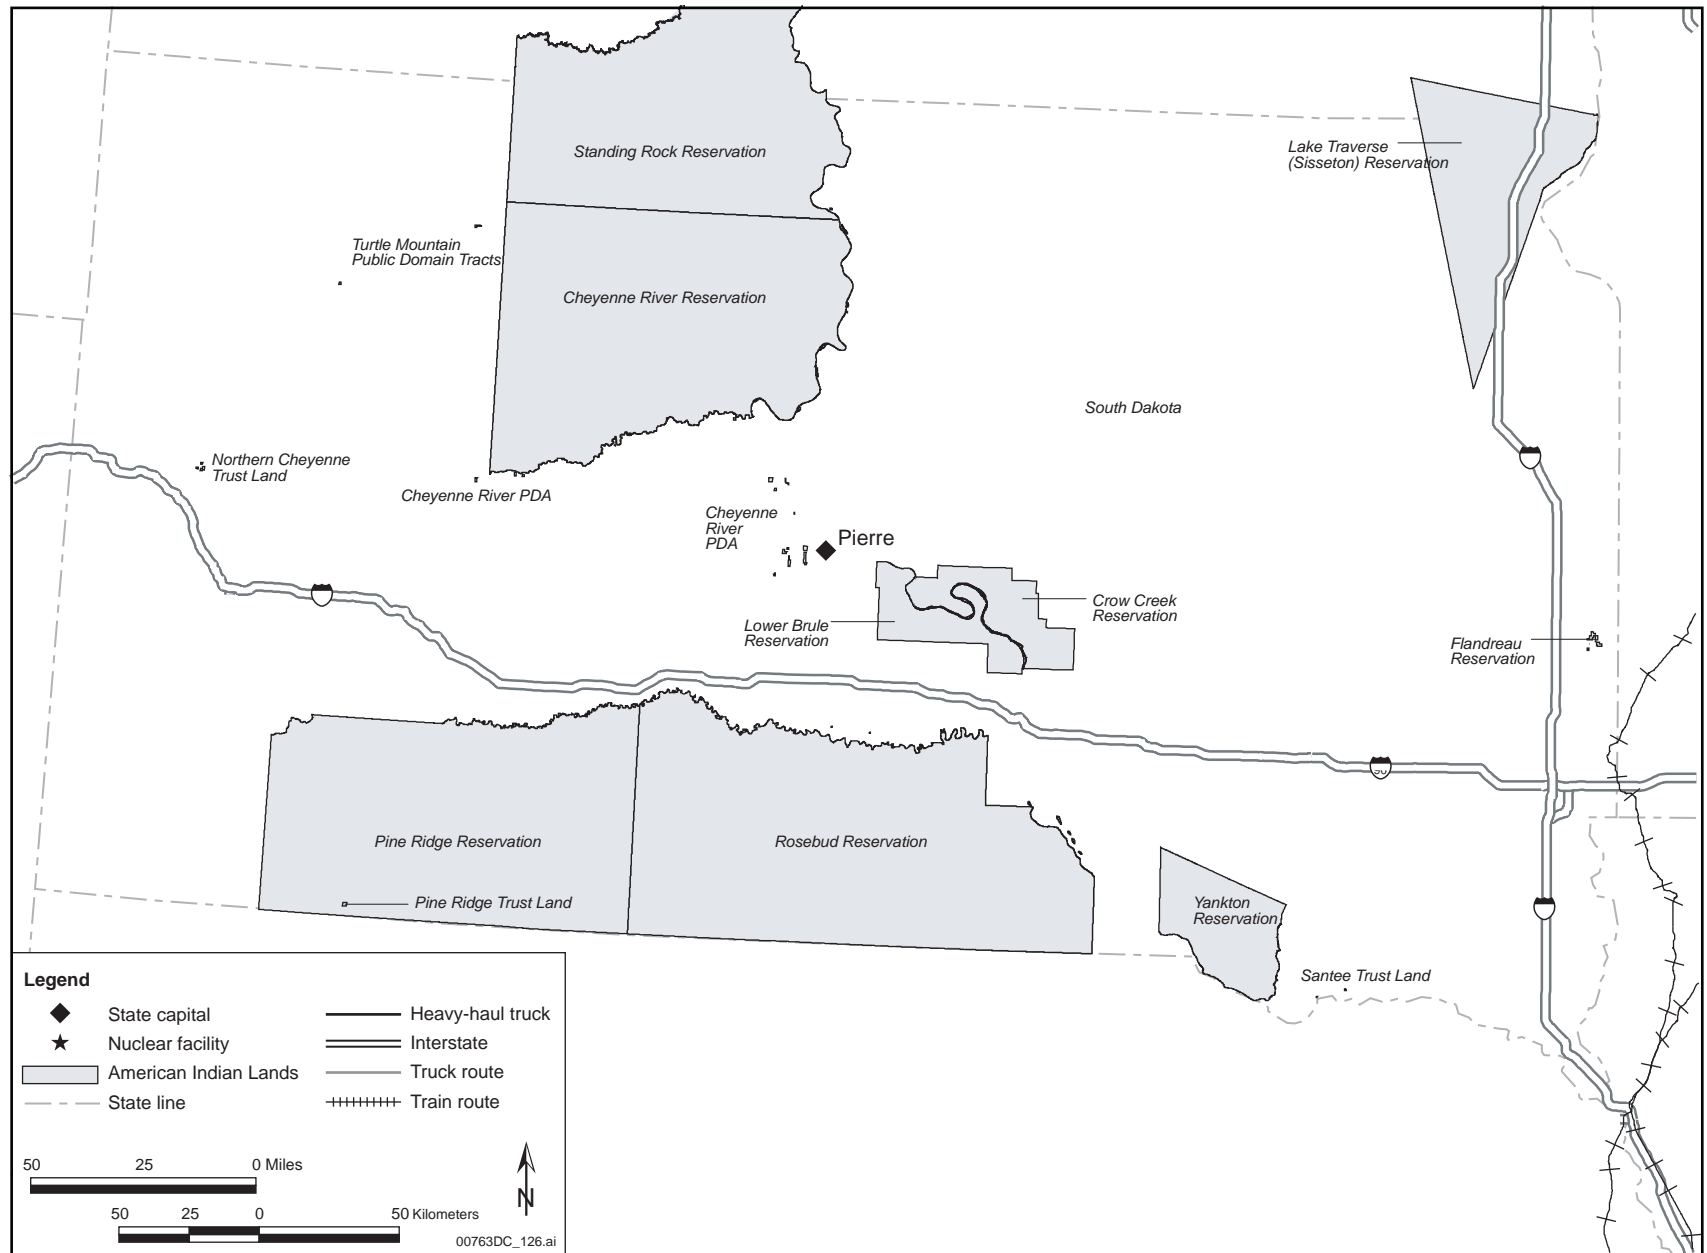 Standing Rock Reservation
Lake Traverse
(Sisseton) Reservation
Turtle Mountain
Public Domain Tracts
Cheyenne River Reservation
South Dakota
Northern Cheyenne
Trust Land
Cheyenne River PDA
Cheyenne
River
PDA
Pierre
Crow Creek
Reservation
Lower Brule
Reservation
Flandreau
Reservation
Pine Ridge Reservation
Rosebud Reservation
Pine Ridge Trust Land
Yankton
Reservation
Santee Trust Land
Legend
State capital
Nuclear facility
American Indian Lands
State line
Heavy-haul truck
Interstate
Truck route
Train route
50 25 0 Miles
50 25 0 50 Kilometers
N
00763DC_126.ai